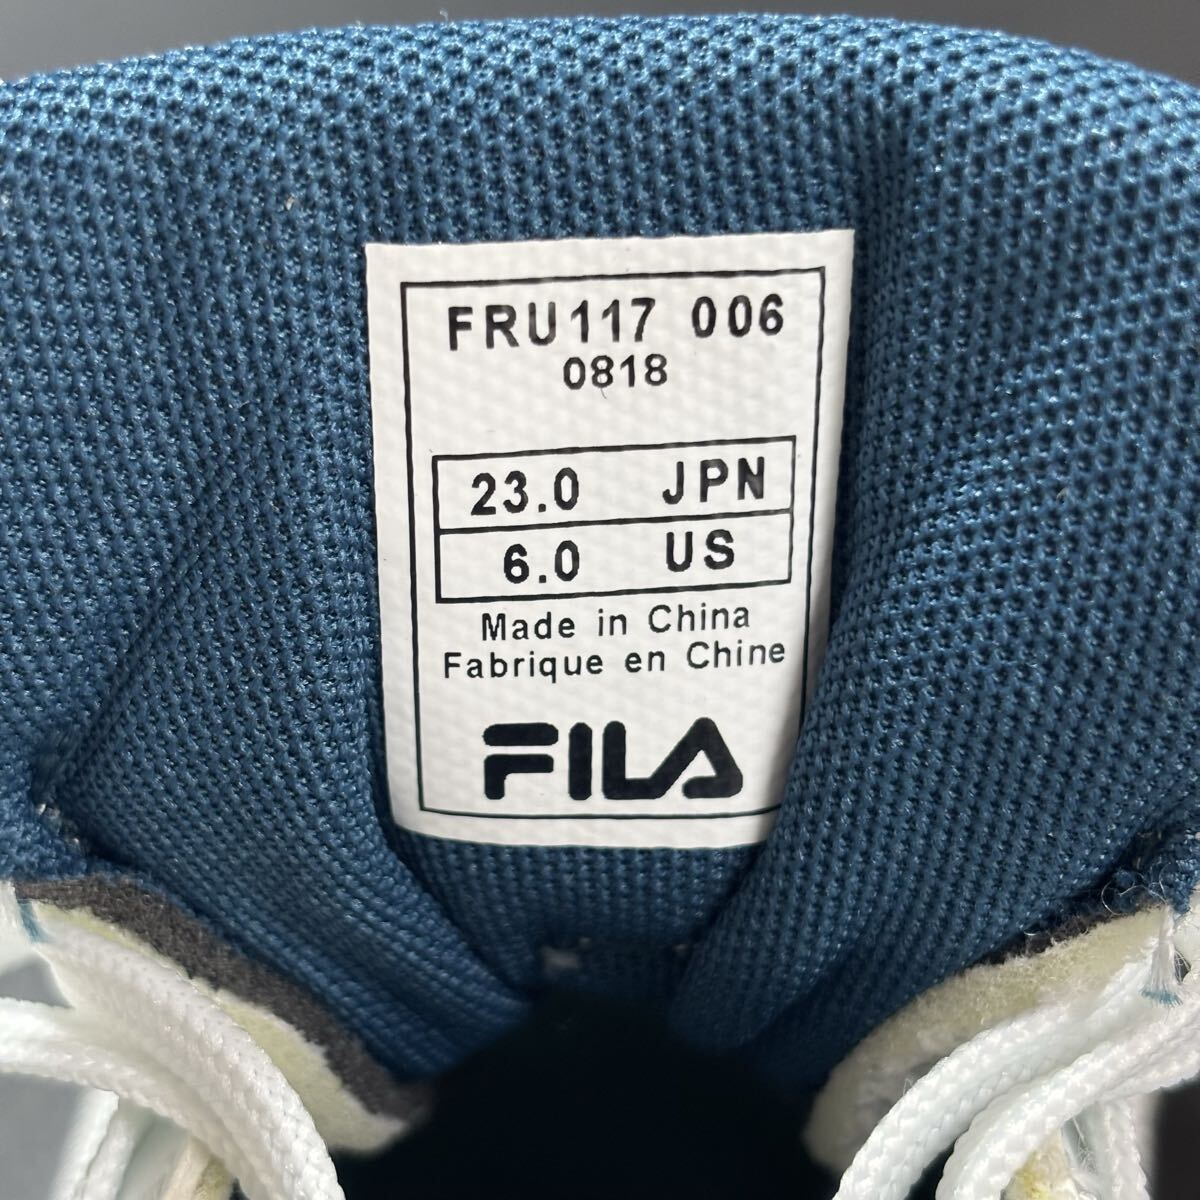 FRU117 006
0818
23.0 JPN
6.0 US
Made in China
Fabrique en Chine
FILA